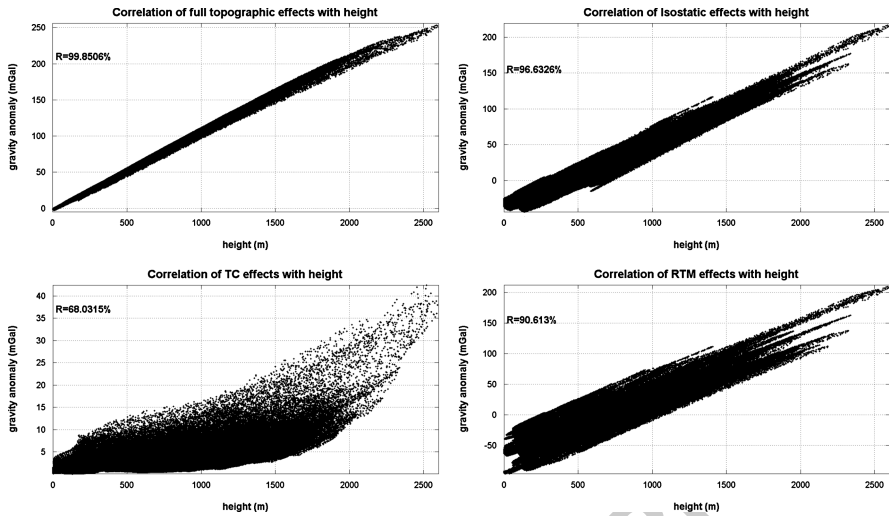 Correlation of full topographic effects with height
250
200
150
100
50
0
R=99.8506%
gravity anomaly (mGal)
0 500 1000 1500 2000 2500
height (m)
Correlation of Isostatic effects with height
200
150
100
50
0
R=96.6326%
gravity anomaly (mGal)
0 500 1000 1500 2000 2500
height (m)
Correlation of TC effects with height
40
35
30
25
20
15
10
5
R=68.0315%
gravity anomaly (mGal)
0 500 1000 1500 2000 2500
height (m)
Correlation of RTM effects with height
200
150
100
50
0
-50
R=90.613%
gravity anomaly (mGal)
0 500 1000 1500 2000 2500
height (m)